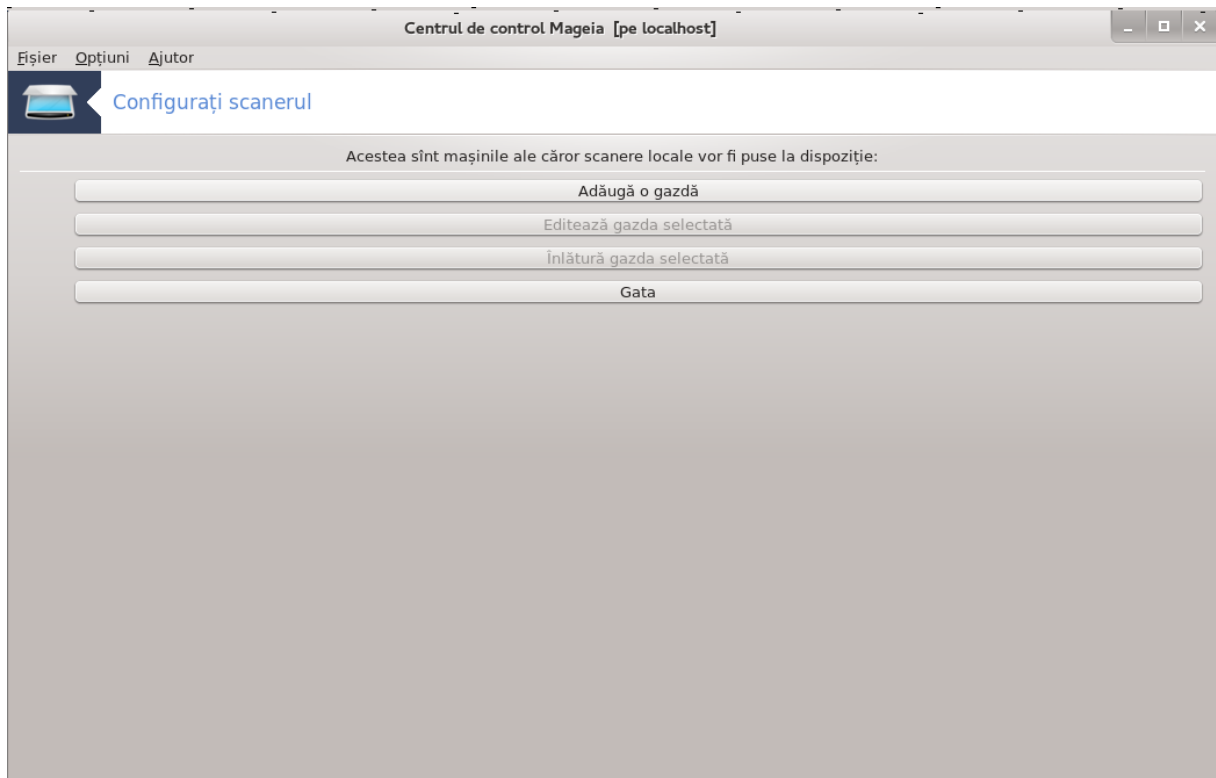 Centrul de control Mageia [pe localhost]
Fișier Opțiuni Ajutor
Configurați scanerul
Acestea sînt mașinile ale căror scanere locale vor fi puse la dispoziție:
Adăugă o gazdă
Editează gazda selectată
Înlătură gazda selectată
Gata